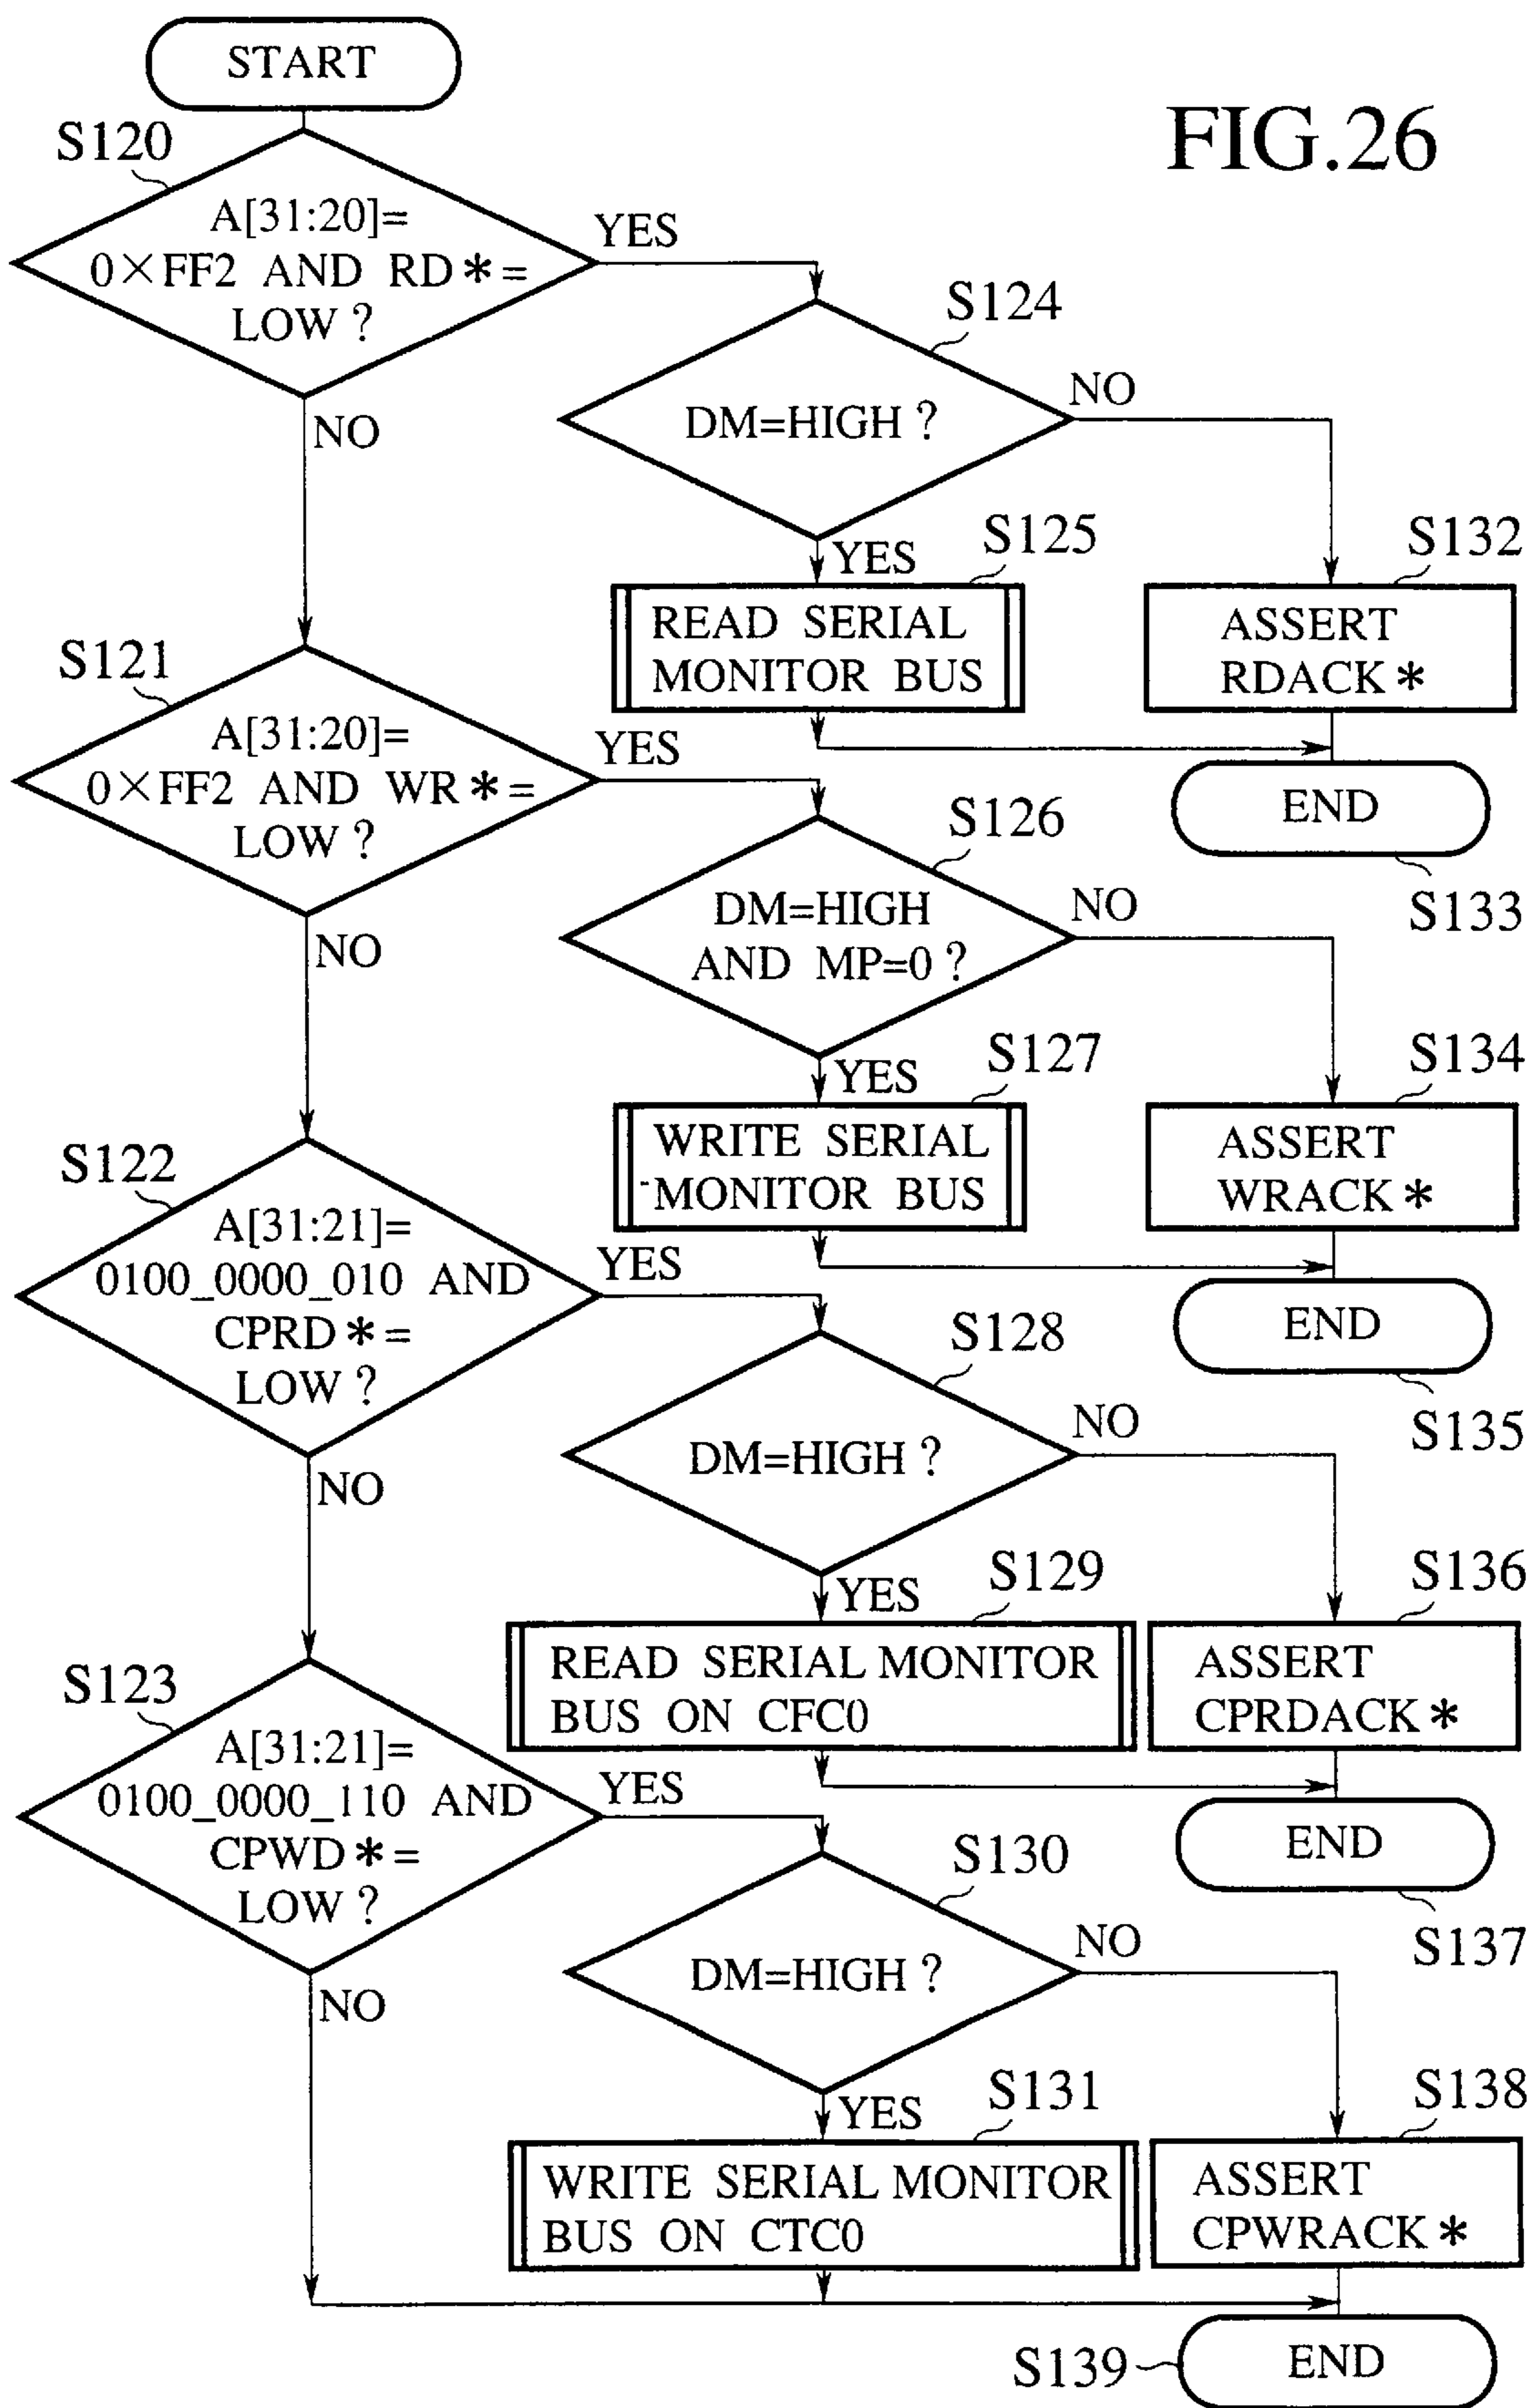 START
FIG.26
S120
A[31:20]=
0×FF2 AND RD*=
LOW?
YES
NO
S124
DM=HIGH?
NO
YES
S125
READ SERIAL
MONITOR BUS
S132
ASSERT
RDACK*
END
S133
S121
A[31:20]=
0×FF2 AND WR*=
LOW?
YES
NO
S126
DM=HIGH
AND MP=0?
NO
YES
S127
WRITE SERIAL
MONITOR BUS
S134
ASSERT
WRACK*
END
S135
S122
A[31:21]=
0100_0000_010 AND
CPRD*=
LOW?
YES
NO
S128
DM=HIGH?
NO
YES
S129
READ SERIAL MONITOR
BUS ON CFC0
S136
ASSERT
CPRDACK*
END
S137
S123
A[31:21]=
0100_0000_110 AND
CPWD*=
LOW?
YES
NO
S130
DM=HIGH?
NO
YES
S131
WRITE SERIAL MONITOR
BUS ON CTC0
S138
ASSERT
CPWRACK*
S139
END